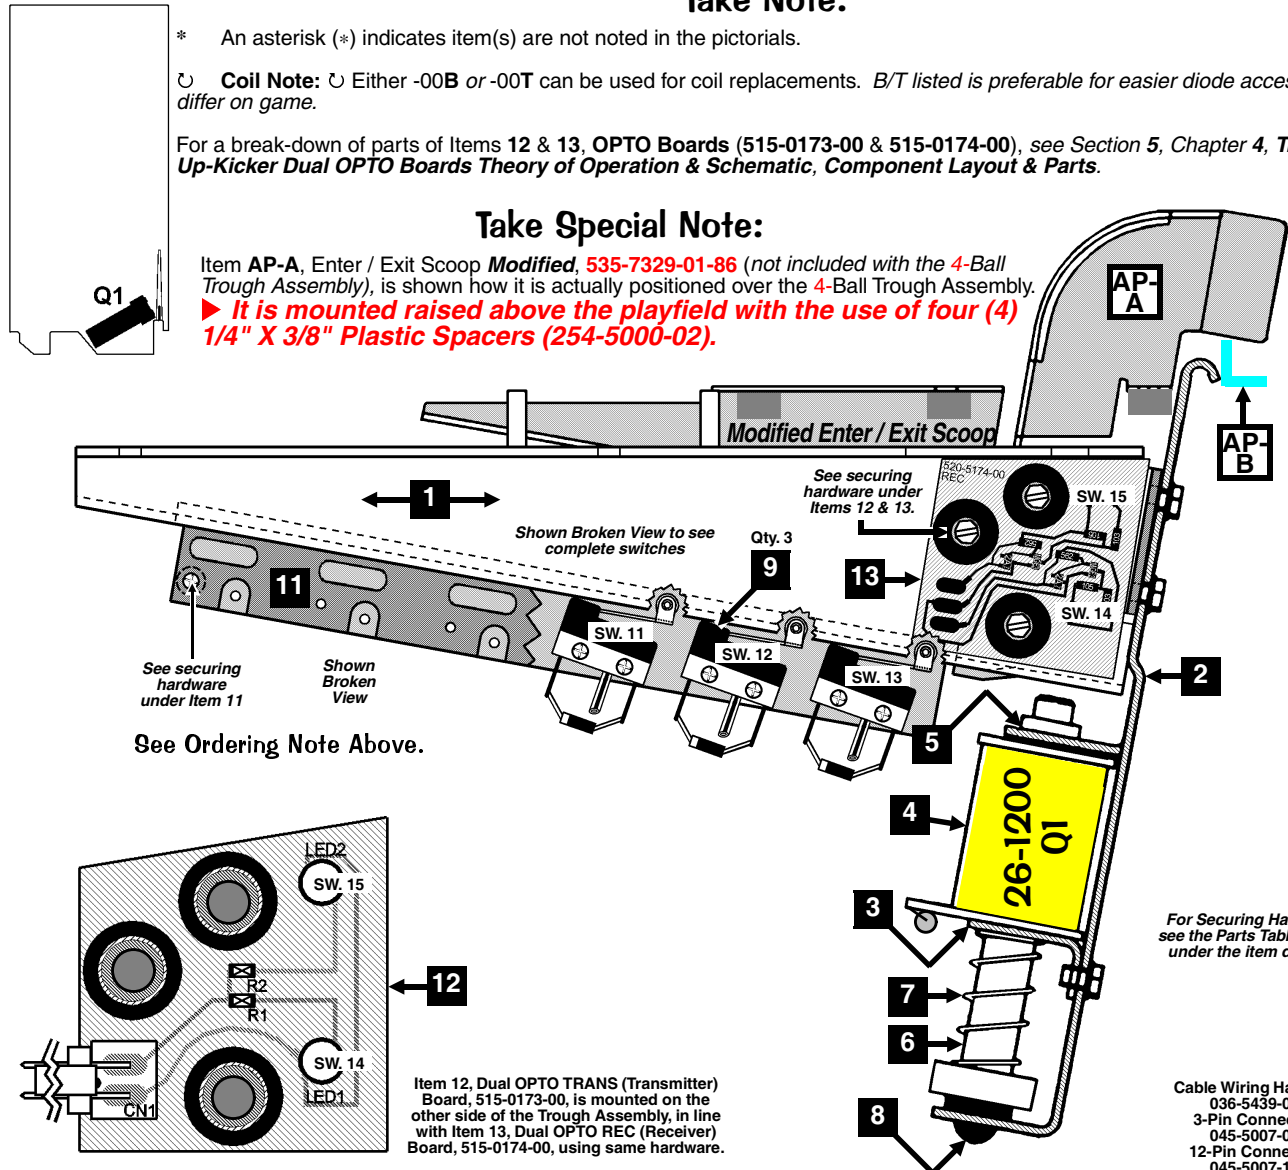 Take Note:
* An asterisk (*) indicates item(s) are not noted in the pictorials.
↻ Coil Note: ↻ Either -00B or -00T can be used for coil replacements. B/T listed is preferable for easier diode acces
differ on game.
For a break-down of parts of Items 12 & 13, OPTO Boards (515-0173-00 & 515-0174-00), see Section 5, Chapter 4, T
Up-Kicker Dual OPTO Boards Theory of Operation & Schematic, Component Layout & Parts.
Q1
Take Special Note:
Item AP-A, Enter / Exit Scoop Modified, 535-7329-01-86 (not included with the 4-Ball
Trough Assembly), is shown how it is actually positioned over the 4-Ball Trough Assembly.
▶ It is mounted raised above the playfield with the use of four (4)
1/4" X 3/8" Plastic Spacers (254-5000-02).
AP-
A
AP-
B
Modified Enter / Exit Scoop
520-5174-00
REC
See securing
hardware under
Items 12 & 13.
SW. 15
1
Shown Broken View to see
complete switches
Qty. 3
9
13
11
SW. 14
SW. 11
SW. 12
SW. 13
See securing
hardware
under Item 11
Shown
Broken
View
2
5
See Ordering Note Above.
4
26-1200
Q1
LED2
SW. 15
3
For Securing Ha
see the Parts Tabl
under the item d
12
R2
R1
7
6
SW. 14
LED1
CN1
Item 12, Dual OPTO TRANS (Transmitter)
Board, 515-0173-00, is mounted on the
other side of the Trough Assembly, in line
with Item 13, Dual OPTO REC (Receiver)
Board, 515-0174-00, using same hardware.
8
Cable Wiring Ha
036-5439-0
3-Pin Connec
045-5007-0
12-Pin Conne
045-5007-1